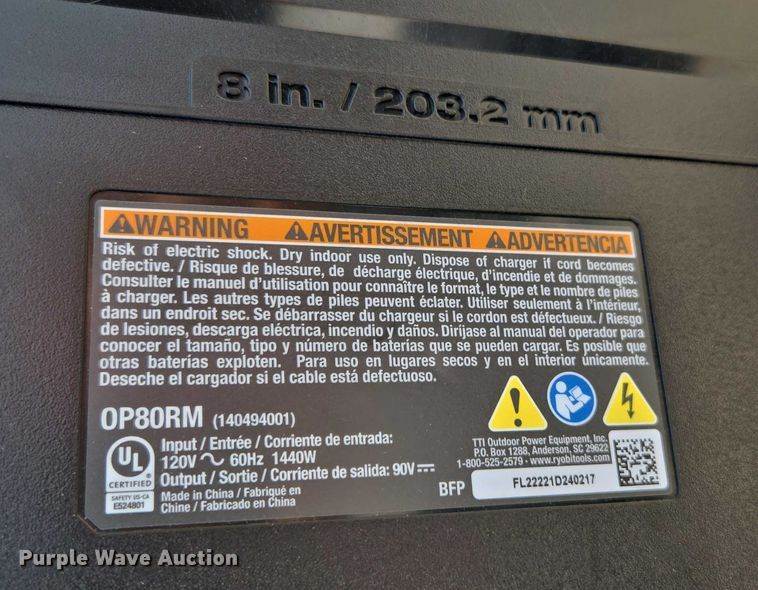 8 in. / 203.2 mm
WARNING AVERTISSEMENT ADVERTENCIA
Risk of electric shock. Dry indoor use only. Dispose of charger if cord becomes
defective. / Risque de blessure, de décharge électrique, d'incendie et de dommages.
Consulter le manuel d'utilisation pour connaître le format, le type et le nombre de piles
à charger. Les autres types de piles peuvent éclater. Utiliser seulement à l'intérieur,
dans un endroit sec. Se débarrasser du chargeur si le cordon est défectueux. / Riesgo
de lesiones, descarga eléctrica, incendio y daños. Diríjase al manual del operador para
conocer el tamaño, tipo y número de baterías que se pueden cargar. Es posible que
otras baterías exploten. Para uso en lugares secos y en el interior únicamente.
Deseche el cargador si el cable está defectuoso.
OP80RM (140494001)
UL
CERTIFIED
SAFETY US-CA
E524801
Input / Entrée / Corriente de entrada:
120V 60Hz 1440W
Output / Sortie / Corriente de salida: 90V
Made in China / Fabriqué en
Chine / Fabricado en China
TTI Outdoor Power Equipment, Inc.
P.O. Box 1288, Anderson, SC 29622
1-800-525-2579 • www.ryobitools.com
BFP FL22221D240217
Purple Wave Auction